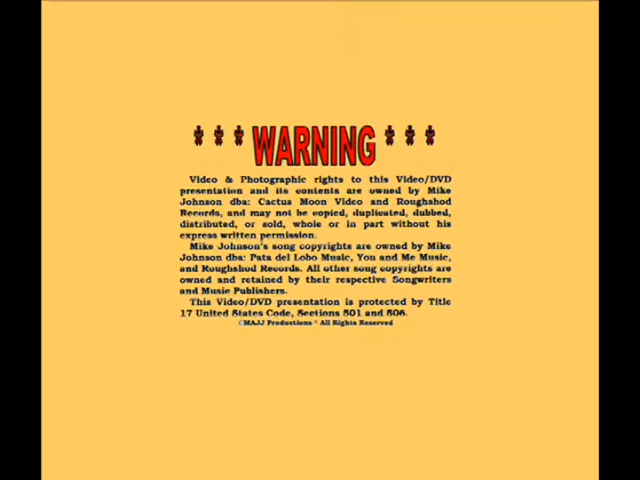 * * * WARNING * * *
Video & Photographic rights to this Video/DVD
presentation and its contents are owned by Mike
Johnson dba: Cactus Moon Video and Roughshod
Records, and may not be copied, duplicated, dubbed,
distributed, or sold, whole or in part without his
express written permission.
Mike Johnson's song copyrights are owned by Mike
Johnson dba: Pata del Lobo Music, You and Me Music,
and Roughshod Records. All other song copyrights are
owned and retained by their respective Songwriters
and Music Publishers.
This Video/DVD presentation is protected by Title
17 United States Code, Sections 501 and 506.
©MAJJ Productions * All Rights Reserved